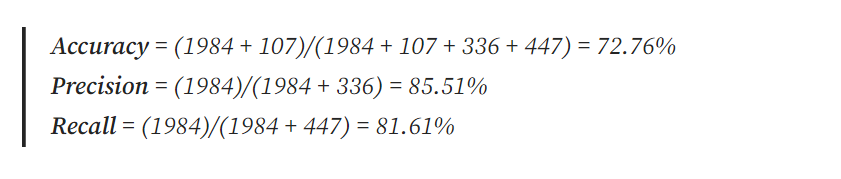 Accuracy = (1984 + 107)/(1984 + 107 + 336 + 447) = 72.76%
Precision = (1984)/(1984 + 336) = 85.51%
Recall = (1984)/(1984 + 447) = 81.61%